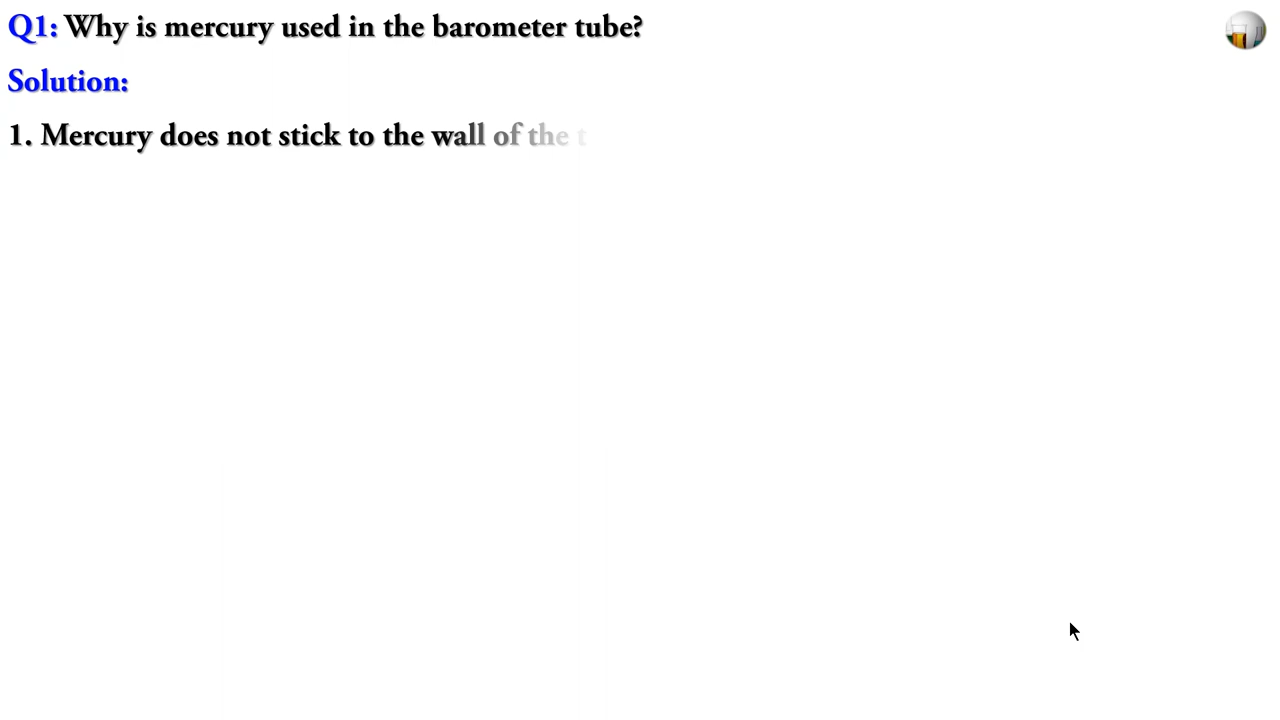 Q1: Why is mercury used in the barometer tube?
Solution:
1. Mercury does not stick to the wall of the t